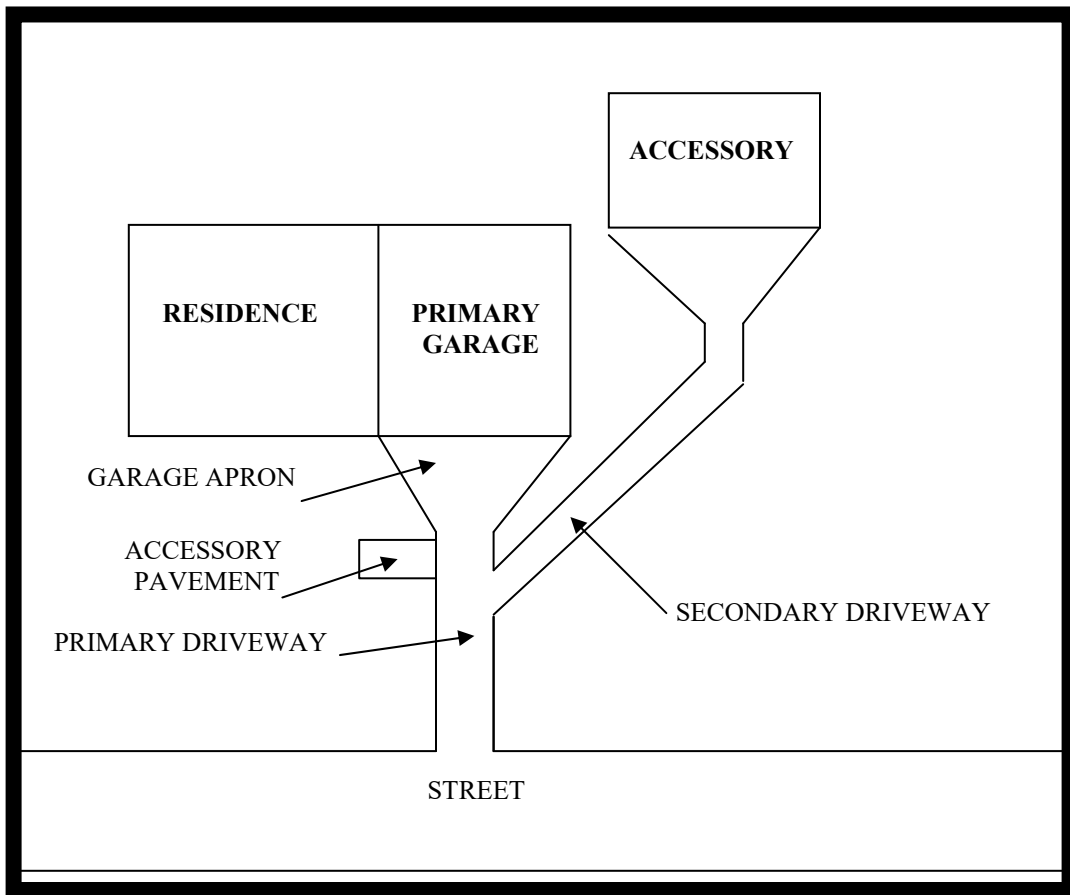 ACCESSORY
RESIDENCE
PRIMARY
GARAGE
GARAGE APRON
ACCESSORY
PAVEMENT
SECONDARY DRIVEWAY
PRIMARY DRIVEWAY
STREET